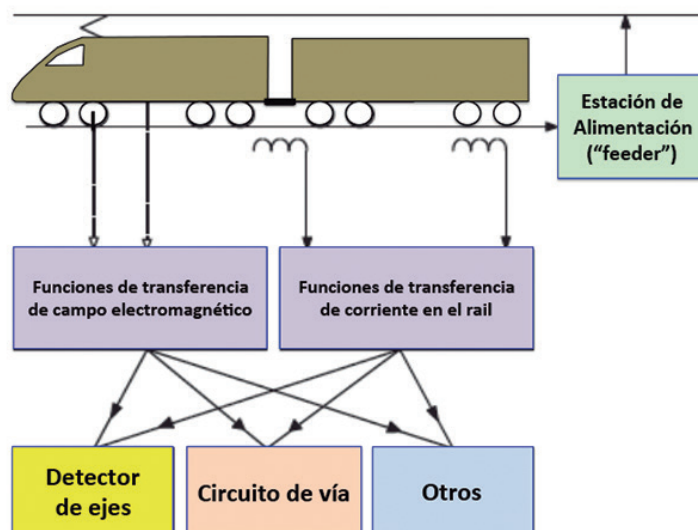 Estación de
Alimentación
(“feeder”)
Funciones de transferencia
de campo electromagnético
Funciones de transferencia
de corriente en el rail
Detector
de ejes
Circuito de vía
Otros